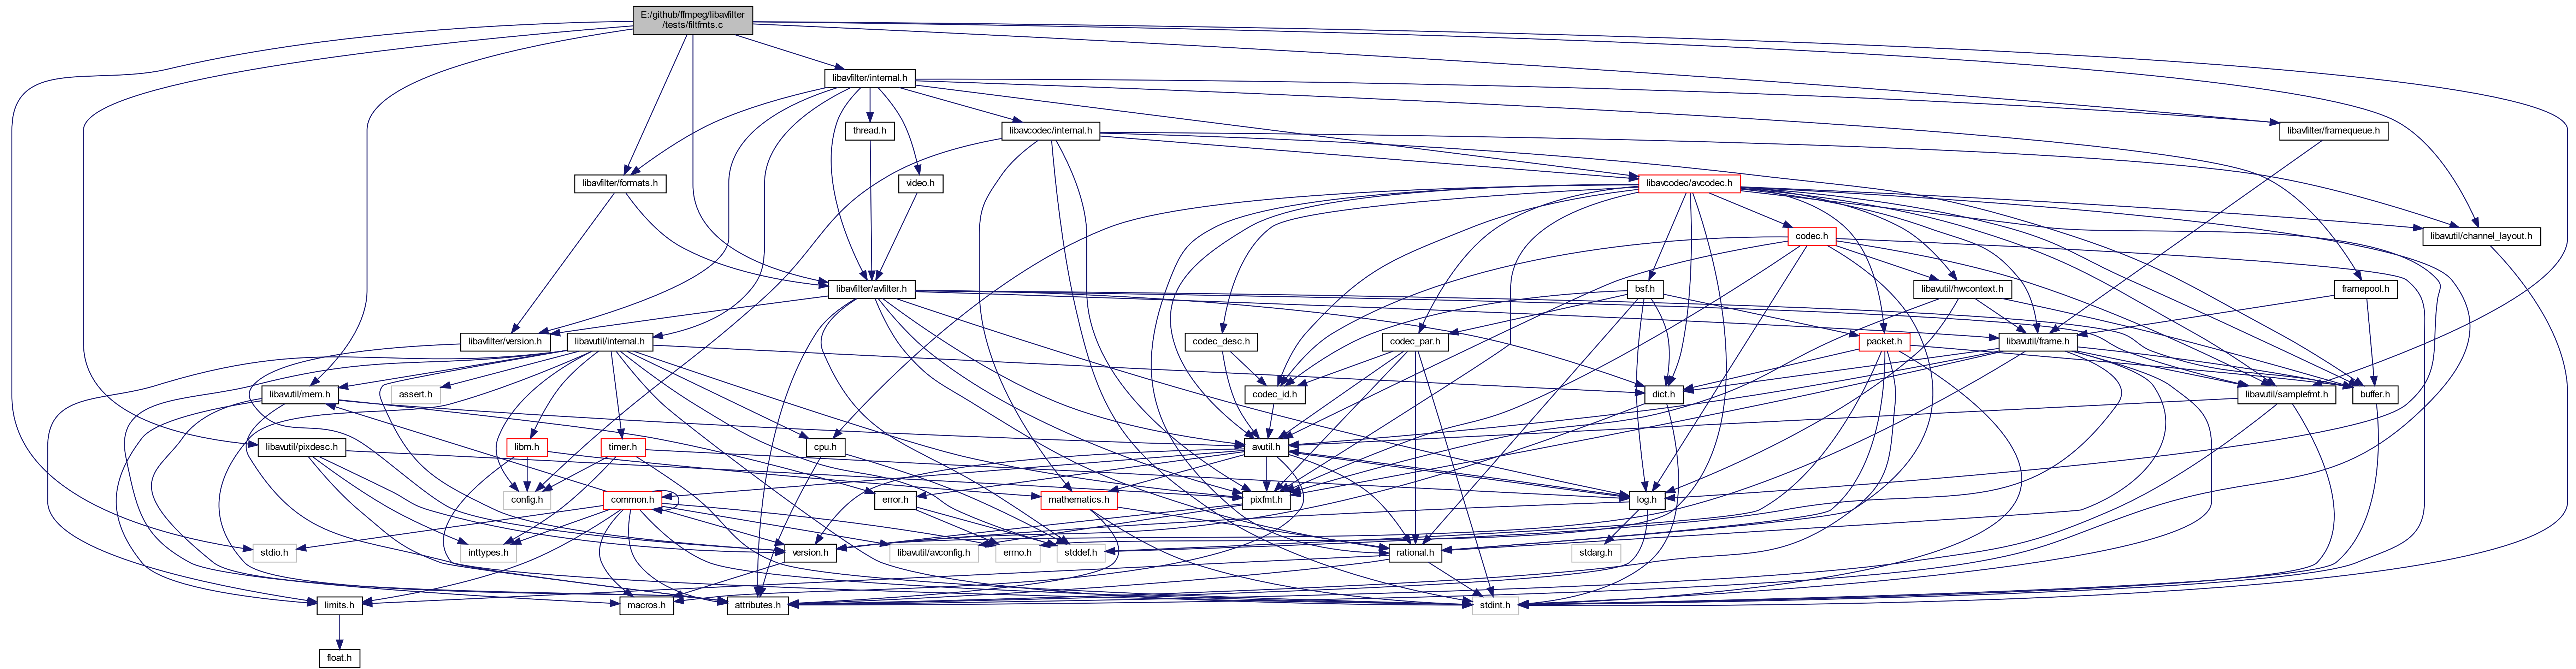 E:/github/ffmpeg/libavfilter
/tests/filtfmts.c
libavfilter/internal.h
thread.h
libavcodec/internal.h
libavfilter/framequeue.h
libavfilter/formats.h
video.h
libavcodec/avcodec.h
codec.h
libavutil/channel_layout.h
libavfilter/avfilter.h
bsf.h
libavutil/hwcontext.h
framepool.h
libavfilter/version.h
libavutil/internal.h
codec_desc.h
codec_par.h
packet.h
libavutil/frame.h
libavutil/mem.h
assert.h
codec_id.h
dict.h
libavutil/samplefmt.h
buffer.h
libavutil/pixdesc.h
libm.h
timer.h
cpu.h
avutil.h
config.h
common.h
error.h
mathematics.h
pixfmt.h
log.h
stdio.h
inttypes.h
version.h
libavutil/avconfig.h
errno.h
stddef.h
rational.h
stdarg.h
limits.h
macros.h
attributes.h
stdint.h
float.h